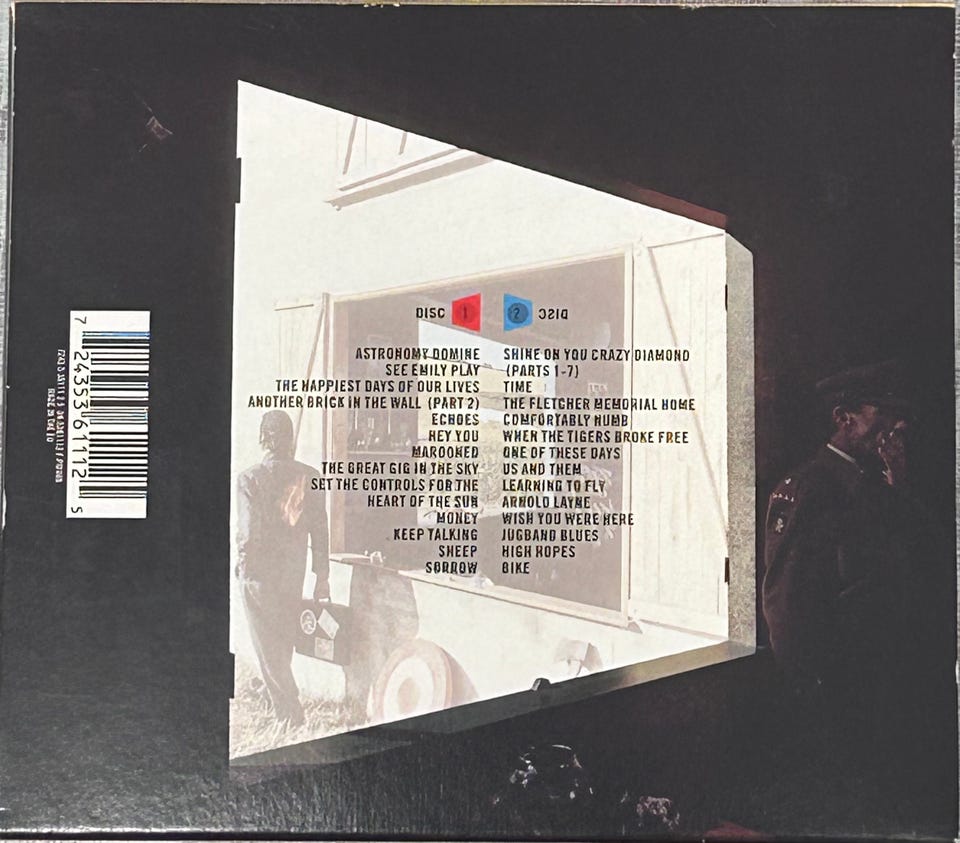 DISC 1
ASTRONOMY DOMINE
SEE EMILY PLAY
THE HAPPIEST DAYS OF OUR LIVES
ANOTHER BRICK IN THE WALL (PART 2)
ECHOES
HEY YOU
MAROONED
THE GREAT GIG IN THE SKY
SET THE CONTROLS FOR THE
HEART OF THE SUN
MONEY
KEEP TALKING
SHEEP
SORROW
2 DISC
SHINE ON YOU CRAZY DIAMOND
(PARTS 1-7)
TIME
THE FLETCHER MEMORIAL HOME
COMFORTABLY NUMB
WHEN THE TIGERS BROKE FREE
ONE OF THESE DAYS
US AND THEM
LEARNING TO FLY
ARNOLD LAYNE
WISH YOU WERE HERE
JUGBAND BLUES
HIGH HOPES
BIKE
7 24353 61112 5